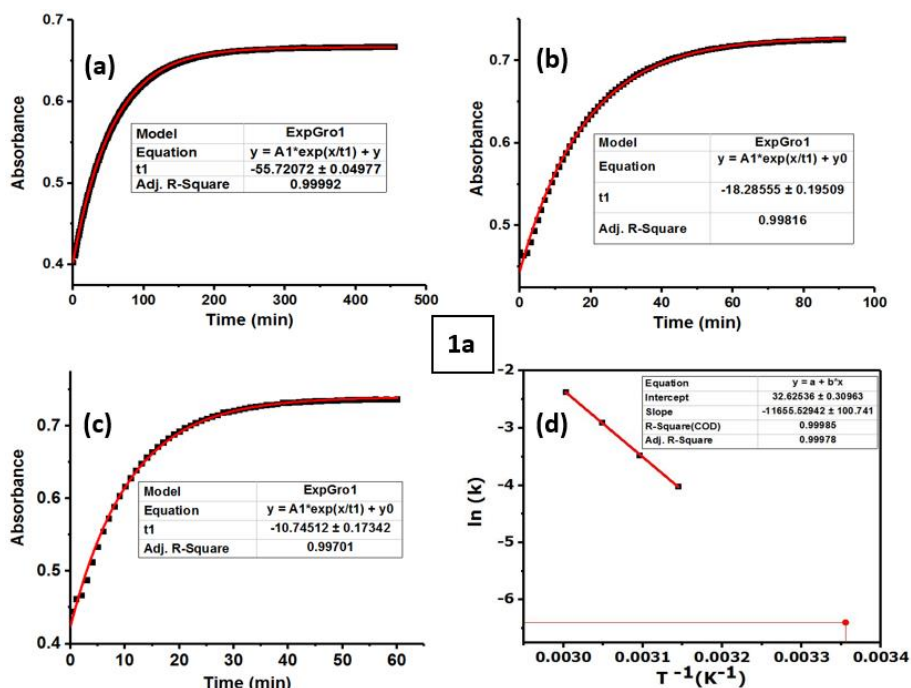 (a)
0.7
0.6
0.5
0.4
Absorbance
Model ExpGro1
Equation y = A1*exp(x/t1) + y
t1 -55.72072 ± 0.04977
Adj. R-Square 0.99992
0 100 200 300 400 500
Time (min)
(b)
0.7
0.6
0.5
Absorbance
Model ExpGro1
Equation y = A1*exp(x/t1) + y0
t1 -18.28555 ± 0.19509
Adj. R-Square 0.99816
0 20 40 60 80 100
Time (min)
1a
(c)
0.7
0.6
0.5
0.4
Absorbance
Model ExpGro1
Equation y = A1*exp(x/t1) + y0
t1 -10.74512 ± 0.17342
Adj. R-Square 0.99701
0 10 20 30 40 50 60
Time (min)
(d)
-2
-3
-4
-5
-6
ln (k)
Equation y = a + b*x
Intercept 32.62536 ± 0.30963
Slope -11655.52942 ± 100.741
R-Square(COD) 0.99985
Adj. R-Square 0.99978
0.0030 0.0031 0.0032 0.0033 0.0034
T⁻¹(K⁻¹)